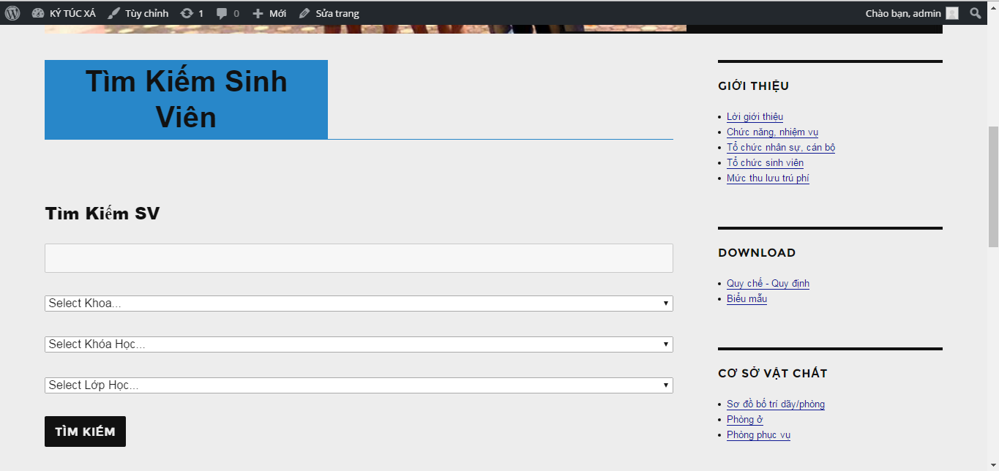 KÝ TÚC XÁ Tùy chỉnh 1 0 Mới Sửa trang Chào bạn, admin
Tìm Kiếm Sinh
Viên
Tìm Kiếm SV
Select Khoa...
Select Khóa Học...
Select Lớp Học...
TÌM KIẾM
GIỚI THIỆU
Lời giới thiệu
Chức năng, nhiệm vụ
Tổ chức nhân sự, cán bộ
Tổ chức sinh viên
Mức thu lưu trú phí
DOWNLOAD
Quy chế - Quy định
Biểu mẫu
CƠ SỞ VẬT CHẤT
Sơ đồ bố trí dãy/phòng
Phòng ở
Phòng phục vụ